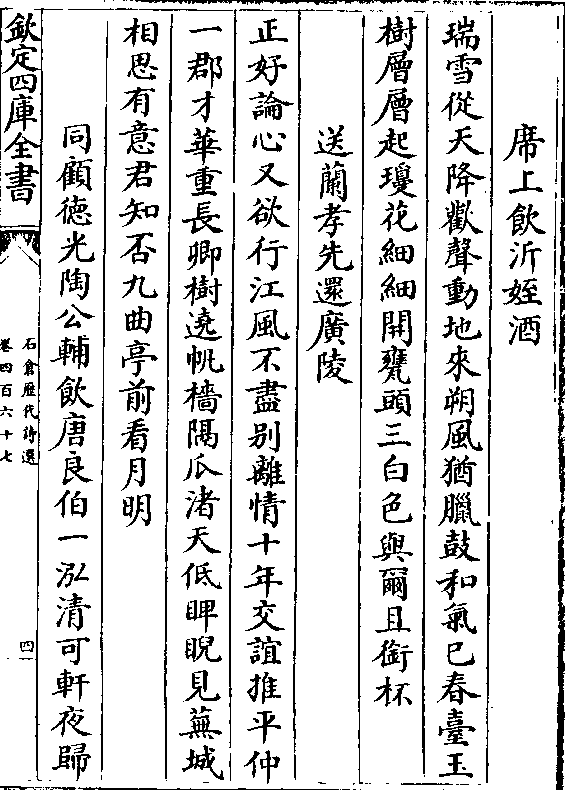 席上飲沂姪酒
瑞雪從天降歡聲動地來朔風猶臘鼓和氣已春臺玉
樹層層起瓊花細細開甕頭三白色與爾且銜杯
送蘭孝先還廣陵
正好論心又欲行江風不盡别離情十年交誼推平仲
一郡才華重長卿樹遶帆檣隔瓜渚天低睥睨見蕪城
相思有意君知否九曲亭前看月明
同顧德光陶公輔飲唐良伯一泓清可軒夜歸
欽定四庫全書
石倉歷代詩選
卷四百六十七
四